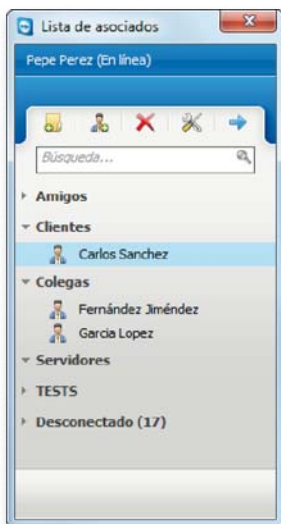 Lista de asociados
Pepe Perez (En línea)
Búsqueda...
Amigos
Clientes
Carlos Sanchez
Colegas
Fernández Jiméndez
Garcia Lopez
Servidores
TESTS
Desconectado (17)